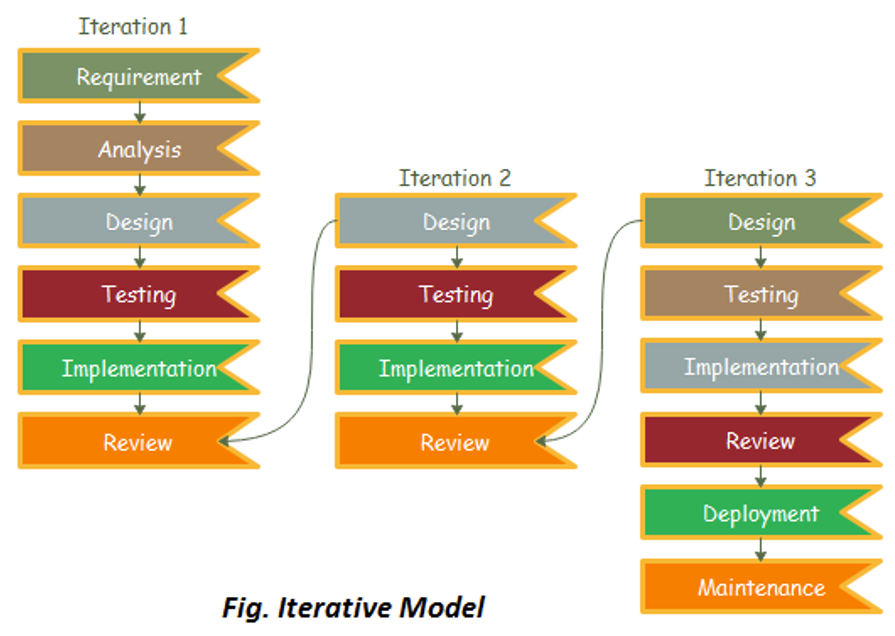 Iteration 1
Requirement
Analysis
Design
Testing
Implementation
Review
Iteration 2
Design
Testing
Implementation
Review
Iteration 3
Design
Testing
Implementation
Review
Deployment
Maintenance
Fig. Iterative Model